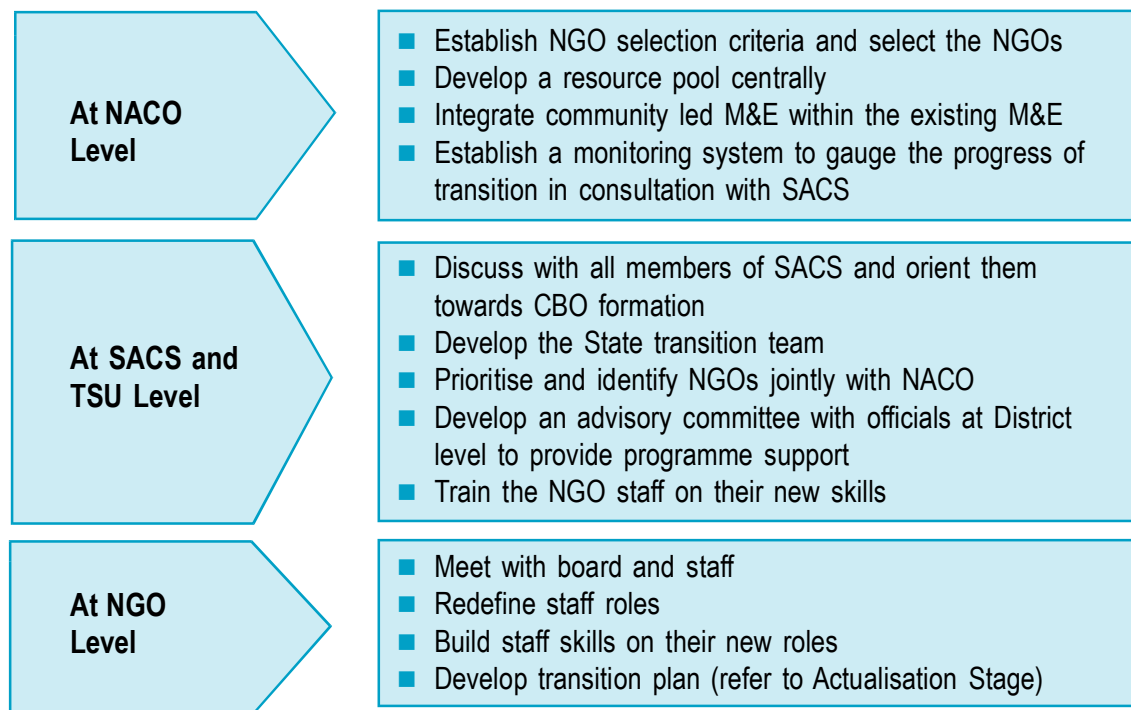 At NACO
Level
■ Establish NGO selection criteria and select the NGOs
■ Develop a resource pool centrally
■ Integrate community led M&E within the existing M&E
■ Establish a monitoring system to gauge the progress of
transition in consultation with SACS
At SACS and
TSU Level
■ Discuss with all members of SACS and orient them
towards CBO formation
■ Develop the State transition team
■ Prioritise and identify NGOs jointly with NACO
■ Develop an advisory committee with officials at District
level to provide programme support
■ Train the NGO staff on their new skills
At NGO
Level
■ Meet with board and staff
■ Redefine staff roles
■ Build staff skills on their new roles
■ Develop transition plan (refer to Actualisation Stage)